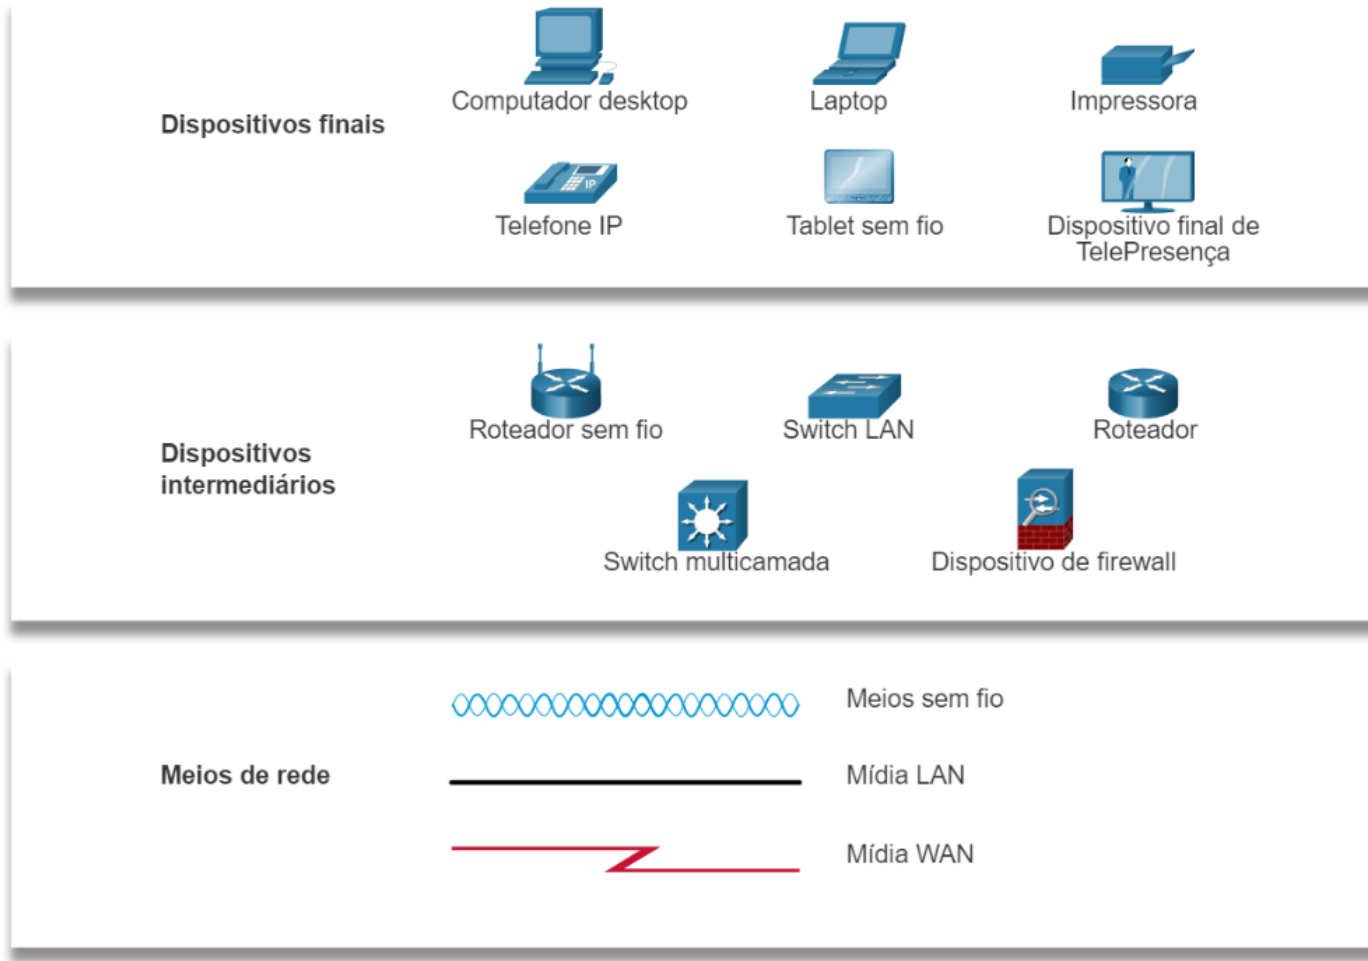 Dispositivos finais
Computador desktop
Laptop
Impressora
IP
Telefone IP
Tablet sem fio
Dispositivo final de
TelePresença
Dispositivos
intermediários
Roteador sem fio
Switch LAN
Roteador
Switch multicamada
Dispositivo de firewall
Meios de rede
Meios sem fio
Mídia LAN
Mídia WAN